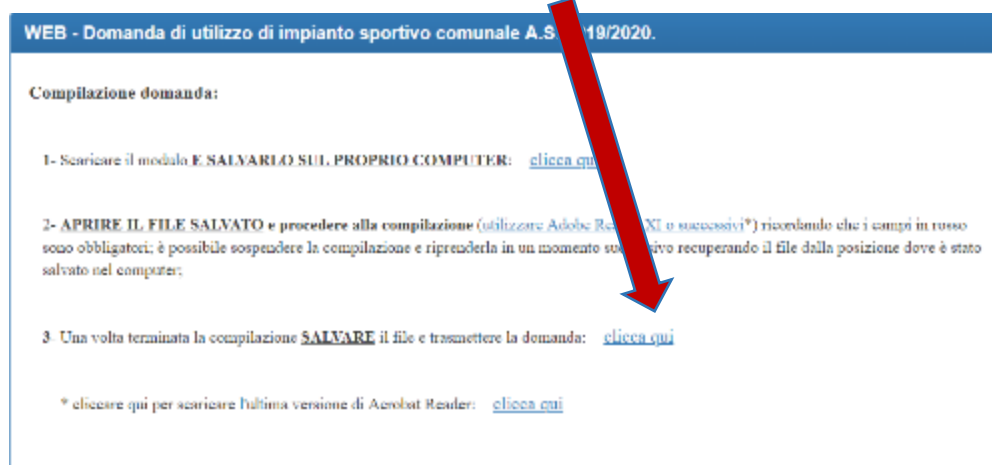 WEB - Domanda di utilizzo di impianto sportivo comunale A.S. 19/2020.
Compilazione domanda:
1- Scaricare il modulo E SALVARLO SUL PROPRIO COMPUTER: clicca qu
2- APRIRE IL FILE SALVATO e procedere alla compilazione (utilizzare Adobe Re XI o successivi*) ricordando che i campi in rosso
sono obbligatori; è possibile sospendere la compilazione e riprenderla in un momento su ivo recuperando il file dalla posizione dove è stato
salvato nel computer;
3- Una volta terminata la compilazione SALVARE il file e trasmettere la domanda: clicca qui
* cliccare qui per scaricare l'ultima versione di Acrobat Reader: clicca qui